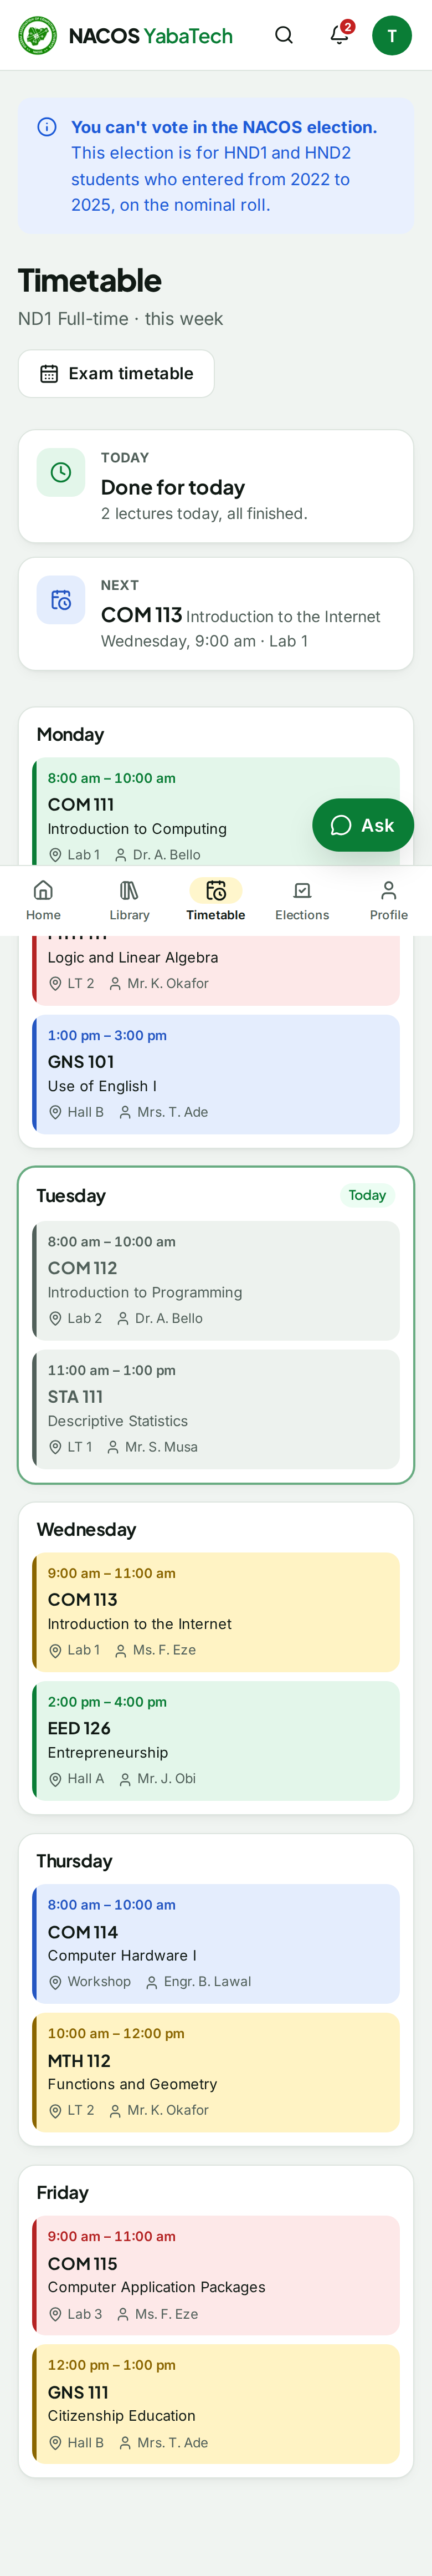 NACOS YabaTech
2
T
You can't vote in the NACOS election.
This election is for HND1 and HND2
students who entered from 2022 to
2025, on the nominal roll.
Timetable
ND1 Full-time · this week
Exam timetable
TODAY
Done for today
2 lectures today, all finished.
NEXT
COM 113 Introduction to the Internet
Wednesday, 9:00 am · Lab 1
Monday
8:00 am – 10:00 am
COM 111
Introduction to Computing
Lab 1 Dr. A. Bello
Ask
Home
Library
Timetable
Elections
Profile
Logic and Linear Algebra
LT 2 Mr. K. Okafor
1:00 pm – 3:00 pm
GNS 101
Use of English I
Hall B Mrs. T. Ade
Tuesday
Today
8:00 am – 10:00 am
COM 112
Introduction to Programming
Lab 2 Dr. A. Bello
11:00 am – 1:00 pm
STA 111
Descriptive Statistics
LT 1 Mr. S. Musa
Wednesday
9:00 am – 11:00 am
COM 113
Introduction to the Internet
Lab 1 Ms. F. Eze
2:00 pm – 4:00 pm
EED 126
Entrepreneurship
Hall A Mr. J. Obi
Thursday
8:00 am – 10:00 am
COM 114
Computer Hardware I
Workshop Engr. B. Lawal
10:00 am – 12:00 pm
MTH 112
Functions and Geometry
LT 2 Mr. K. Okafor
Friday
9:00 am – 11:00 am
COM 115
Computer Application Packages
Lab 3 Ms. F. Eze
12:00 pm – 1:00 pm
GNS 111
Citizenship Education
Hall B Mrs. T. Ade